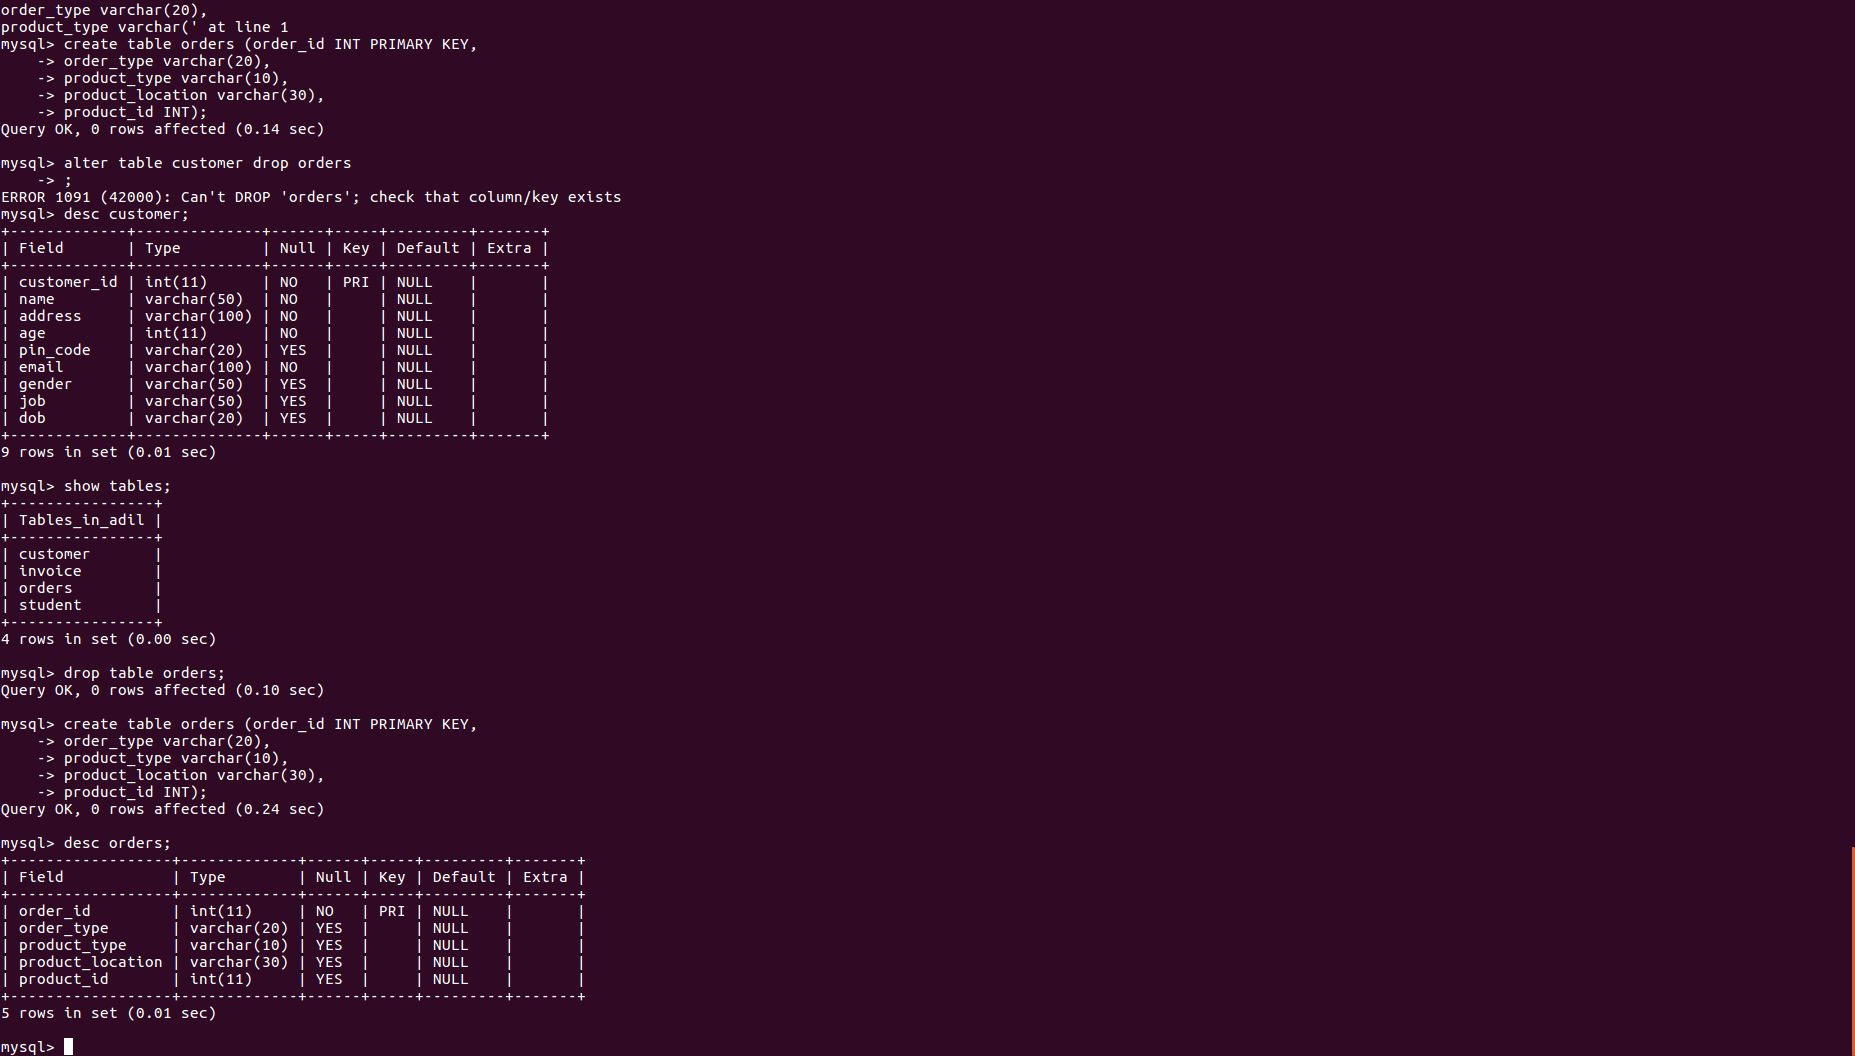 order_type varchar(20),
product_type varchar(' at line 1
mysql> create table orders (order_id INT PRIMARY KEY,
    -> order_type varchar(20),
    -> product_type varchar(10),
    -> product_location varchar(30),
    -> product_id INT);
Query OK, 0 rows affected (0.14 sec)

mysql> alter table customer drop orders
    -> ;
ERROR 1091 (42000): Can't DROP 'orders'; check that column/key exists
mysql> desc customer;
+-------------+--------------+------+-----+---------+-------+
| Field       | Type         | Null | Key | Default | Extra |
+-------------+--------------+------+-----+---------+-------+
| customer_id | int(11)      | NO   | PRI | NULL    |       |
| name        | varchar(50)  | NO   |     | NULL    |       |
| address     | varchar(100) | NO   |     | NULL    |       |
| age         | int(11)      | NO   |     | NULL    |       |
| pin_code    | varchar(20)  | YES  |     | NULL    |       |
| email       | varchar(100) | NO   |     | NULL    |       |
| gender      | varchar(50)  | YES  |     | NULL    |       |
| job         | varchar(50)  | YES  |     | NULL    |       |
| dob         | varchar(20)  | YES  |     | NULL    |       |
+-------------+--------------+------+-----+---------+-------+
9 rows in set (0.01 sec)

mysql> show tables;
+----------------+
| Tables_in_adil |
+----------------+
| customer       |
| invoice        |
| orders         |
| student        |
+----------------+
4 rows in set (0.00 sec)

mysql> drop table orders;
Query OK, 0 rows affected (0.10 sec)

mysql> create table orders (order_id INT PRIMARY KEY,
    -> order_type varchar(20),
    -> product_type varchar(10),
    -> product_location varchar(30),
    -> product_id INT);
Query OK, 0 rows affected (0.24 sec)

mysql> desc orders;
+------------------+-------------+------+-----+---------+-------+
| Field            | Type        | Null | Key | Default | Extra |
+------------------+-------------+------+-----+---------+-------+
| order_id         | int(11)     | NO   | PRI | NULL    |       |
| order_type       | varchar(20) | YES  |     | NULL    |       |
| product_type     | varchar(10) | YES  |     | NULL    |       |
| product_location | varchar(30) | YES  |     | NULL    |       |
| product_id       | int(11)     | YES  |     | NULL    |       |
+------------------+-------------+------+-----+---------+-------+
5 rows in set (0.01 sec)

mysql>